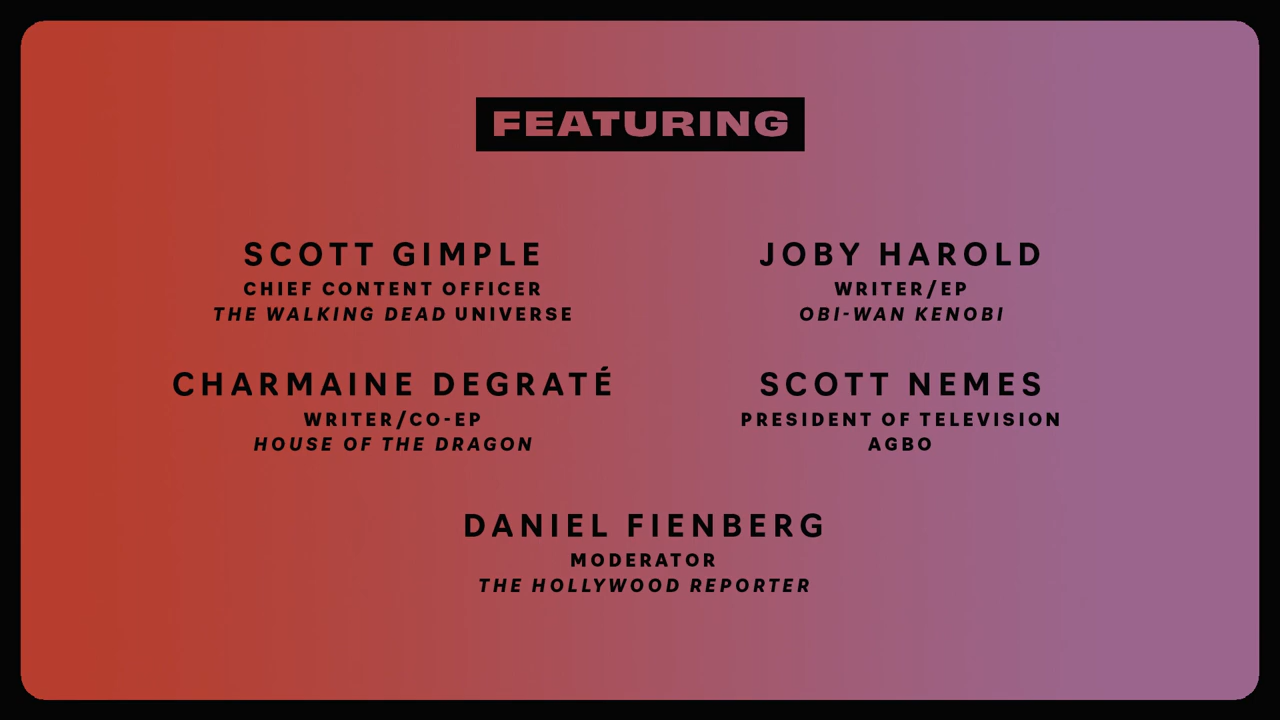 FEATURING
SCOTT GIMPLE
CHIEF CONTENT OFFICER
THE WALKING DEAD UNIVERSE
JOBY HAROLD
WRITER/EP
OBI-WAN KENOBI
CHARMAINE DEGRATÉ
WRITER/CO-EP
HOUSE OF THE DRAGON
SCOTT NEMES
PRESIDENT OF TELEVISION
AGBO
DANIEL FIENBERG
MODERATOR
THE HOLLYWOOD REPORTER